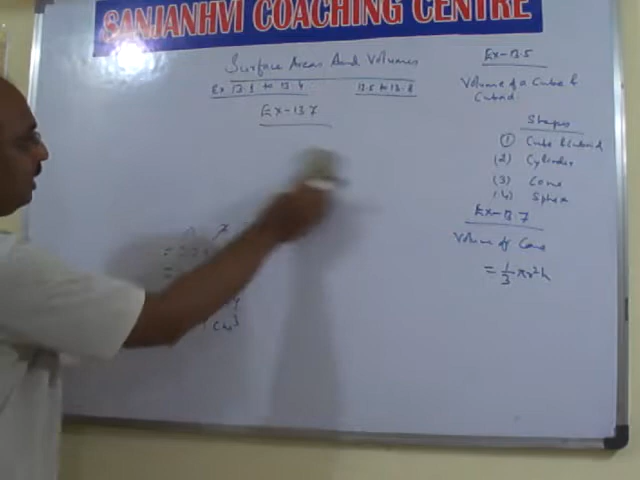 SANJANHVI COACHING CENTRE
Surface Areas And Volumes
Ex 13.1 to 13.4 13.5 to 13.8
Ex-13.7
Ex-13.5
Volume of a Cube &
Cuboid
Shapes
(1) Cube & Cuboid
(2) Cylinder
(3) Cone
(4) Sphere
Ex-13.7
Volume of Cone
= 1/3 πr²h